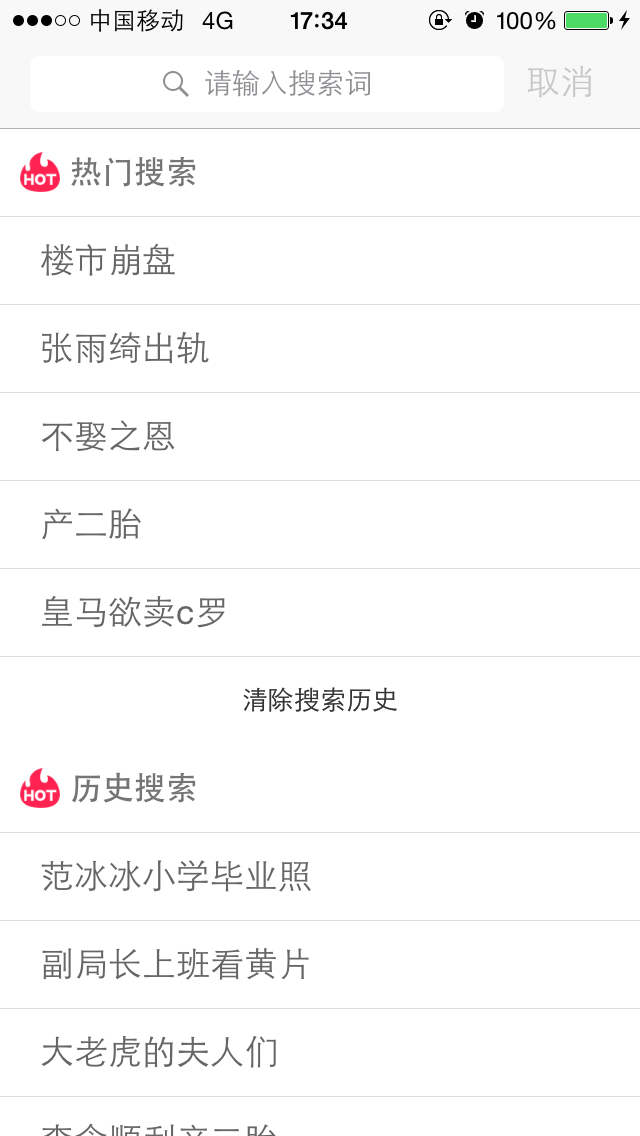 中国移动 4G 17:34 100%
请输入搜索词 取消
HOT 热门搜索
楼市崩盘
张雨绮出轨
不娶之恩
产二胎
皇马欲卖c罗
清除搜索历史
HOT 历史搜索
范冰冰小学毕业照
副局长上班看黄片
大老虎的夫人们